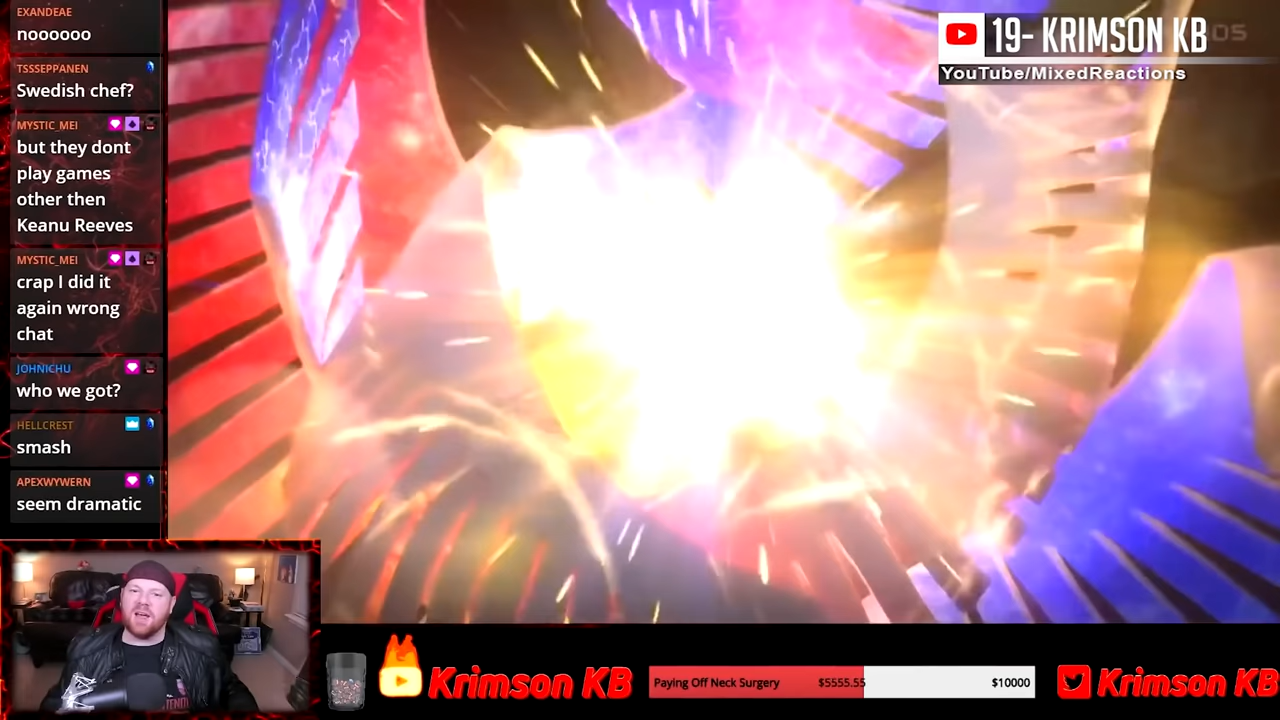 EXANDEAE
noooooo
TSSSEPPANEN
Swedish chef?
MYSTIC_MEI
but they dont
play games
other then
Keanu Reeves
MYSTIC_MEI
crap I did it
again wrong
chat
JOHNICHU
who we got?
HELLCREST
smash
APEXWYWERN
seem dramatic
19- KRIMSON KB
YouTube/MixedReactions
Krimson KB
Paying Off Neck Surgery $5555.55 $10000
Krimson KB